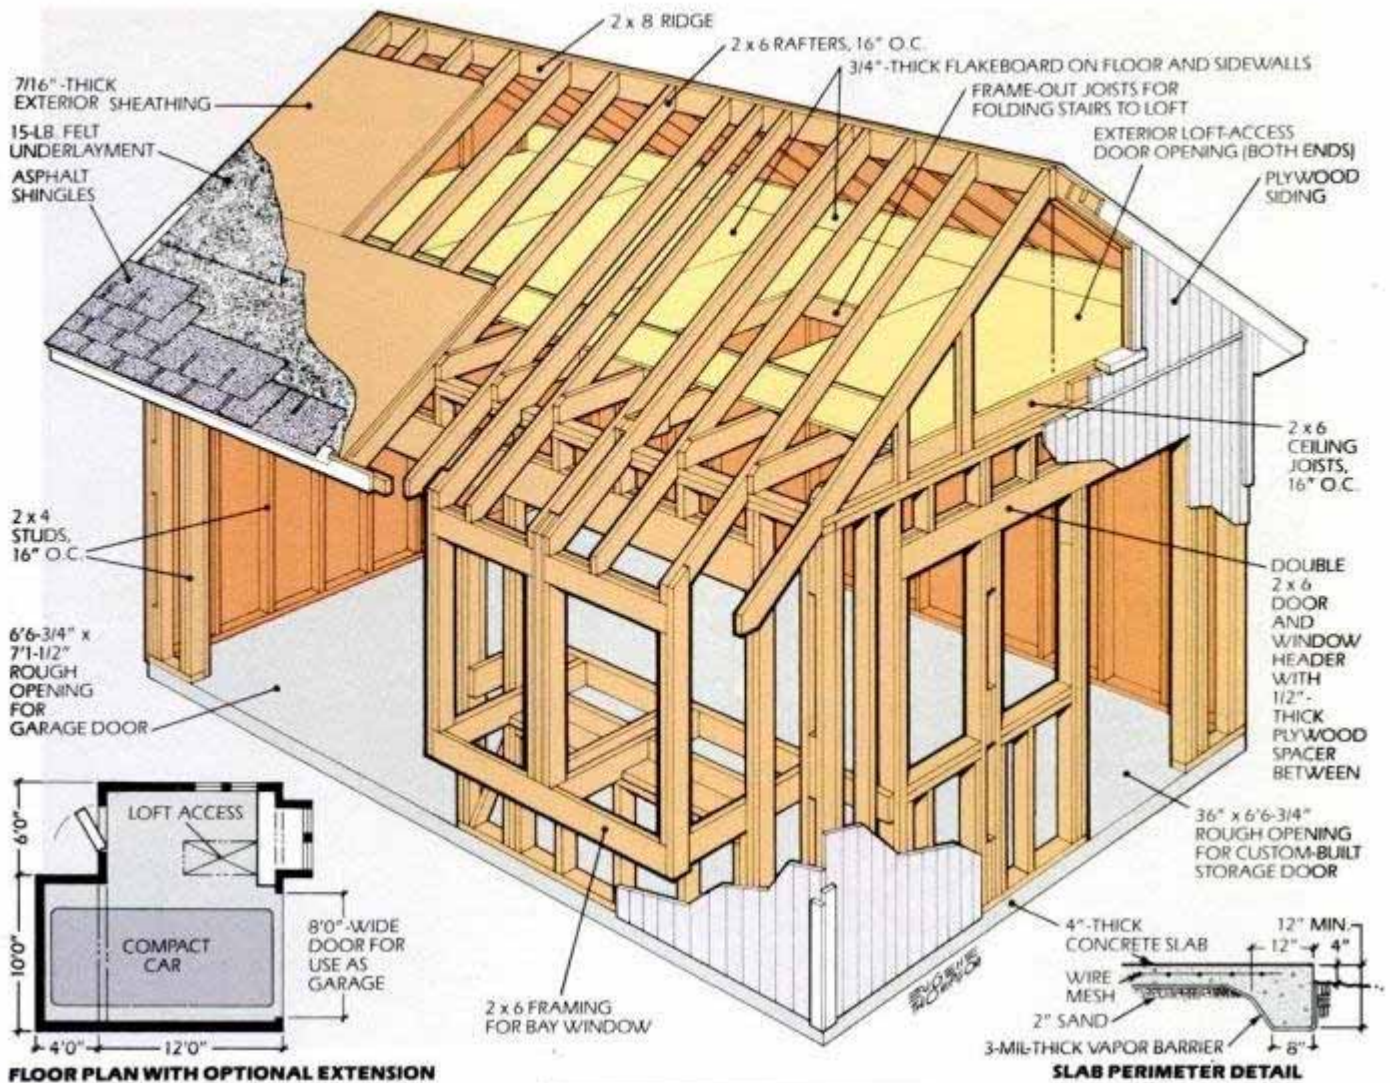 2 x 8 RIDGE
2 x 6 RAFTERS, 16" O.C.
3/4"-THICK FLAKEBOARD ON FLOOR AND SIDEWALLS
FRAME-OUT JOISTS FOR
FOLDING STAIRS TO LOFT
EXTERIOR LOFT-ACCESS
DOOR OPENING (BOTH ENDS)
PLYWOOD
SIDING
7/16"-THICK
EXTERIOR SHEATHING
15-LB. FELT
UNDERLAYMENT
ASPHALT
SHINGLES
2 x 4
STUDS,
16" O.C.
6'6-3/4" x
7'1-1/2"
ROUGH
OPENING
FOR
GARAGE DOOR
2 x 6
CEILING
JOISTS,
16" O.C.
DOUBLE
2 x 6
DOOR
AND
WINDOW
HEADER
WITH
1/2"-
THICK
PLYWOOD
SPACER
BETWEEN
36" x 6'6-3/4"
ROUGH OPENING
FOR CUSTOM-BUILT
STORAGE DOOR
2 x 6 FRAMING
FOR BAY WINDOW
EUGENE
THOMPSON
6'0"
10'0"
LOFT ACCESS
COMPACT
CAR
8'0"-WIDE
DOOR FOR
USE AS
GARAGE
4'0"
12'0"
FLOOR PLAN WITH OPTIONAL EXTENSION
4"-THICK
CONCRETE SLAB
WIRE
MESH
2" SAND
3-MIL-THICK VAPOR BARRIER
12" MIN.
12"
4"
8"
SLAB PERIMETER DETAIL